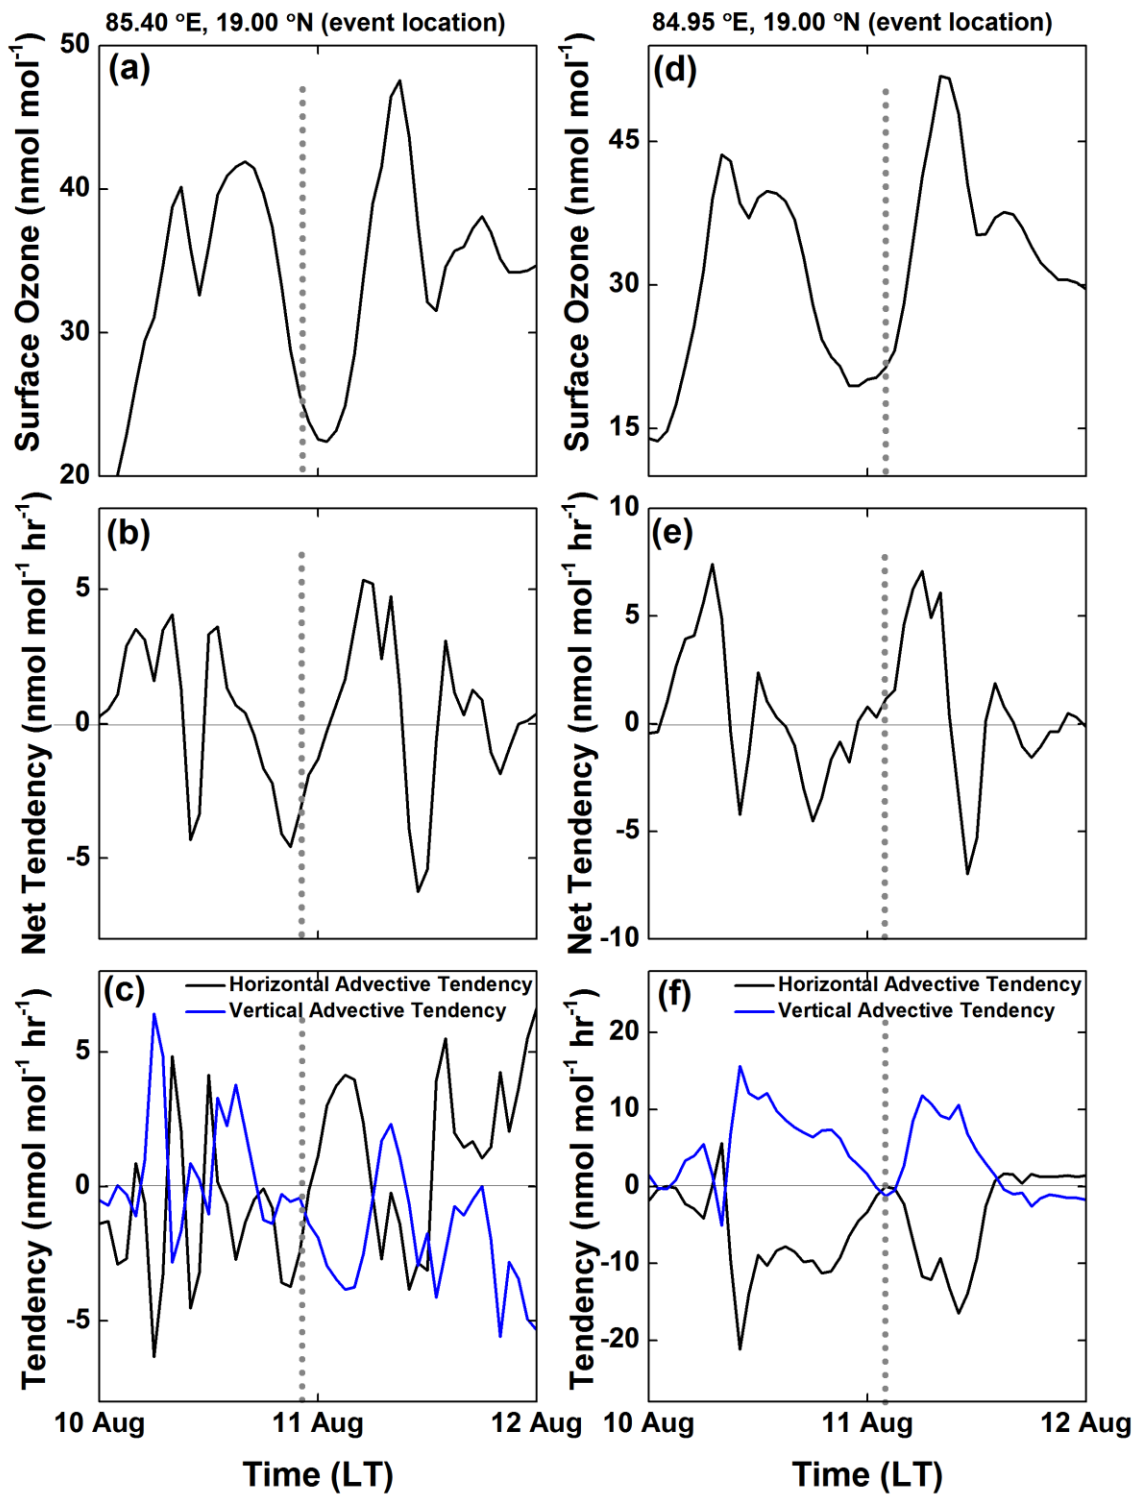 85.40 °E, 19.00 °N (event location)
(a)
50
40
30
20
Surface Ozone (nmol mol⁻¹)
(b)
5
0
-5
Net Tendency (nmol mol⁻¹ hr⁻¹)
(c)
Horizontal Advective Tendency
Vertical Advective Tendency
5
0
-5
Tendency (nmol mol⁻¹ hr⁻¹)
10 Aug
11 Aug
12 Aug
Time (LT)
84.95 °E, 19.00 °N (event location)
(d)
45
30
15
Surface Ozone (nmol mol⁻¹)
(e)
10
5
0
-5
-10
Net Tendency (nmol mol⁻¹ hr⁻¹)
(f)
Horizontal Advective Tendency
Vertical Advective Tendency
20
10
0
-10
-20
Tendency (nmol mol⁻¹ hr⁻¹)
10 Aug
11 Aug
12 Aug
Time (LT)